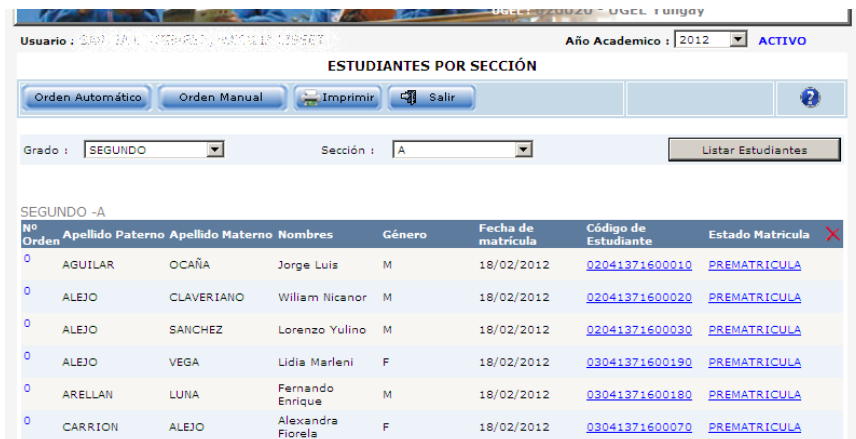 UGEL : 020020 - UGEL Yungay
Usuario :
Año Academico : 2012 ACTIVO
ESTUDIANTES POR SECCIÓN
Orden Automático Orden Manual Imprimir Salir ?
Grado : SEGUNDO Sección : A Listar Estudiantes
SEGUNDO -A
Nº Orden Apellido Paterno Apellido Materno Nombres Género Fecha de matrícula Código de Estudiante Estado Matricula
0 AGUILAR OCAÑA Jorge Luis M 18/02/2012 02041371600010 PREMATRICULA
0 ALEJO CLAVERIANO Wiliam Nicanor M 18/02/2012 02041371600020 PREMATRICULA
0 ALEJO SANCHEZ Lorenzo Yulino M 18/02/2012 02041371600030 PREMATRICULA
0 ALEJO VEGA Lidia Marleni F 18/02/2012 03041371600190 PREMATRICULA
0 ARELLAN LUNA Fernando Enrique M 18/02/2012 03041371600180 PREMATRICULA
0 CARRION ALEJO Alexandra Fiorela F 18/02/2012 03041371600070 PREMATRICULA